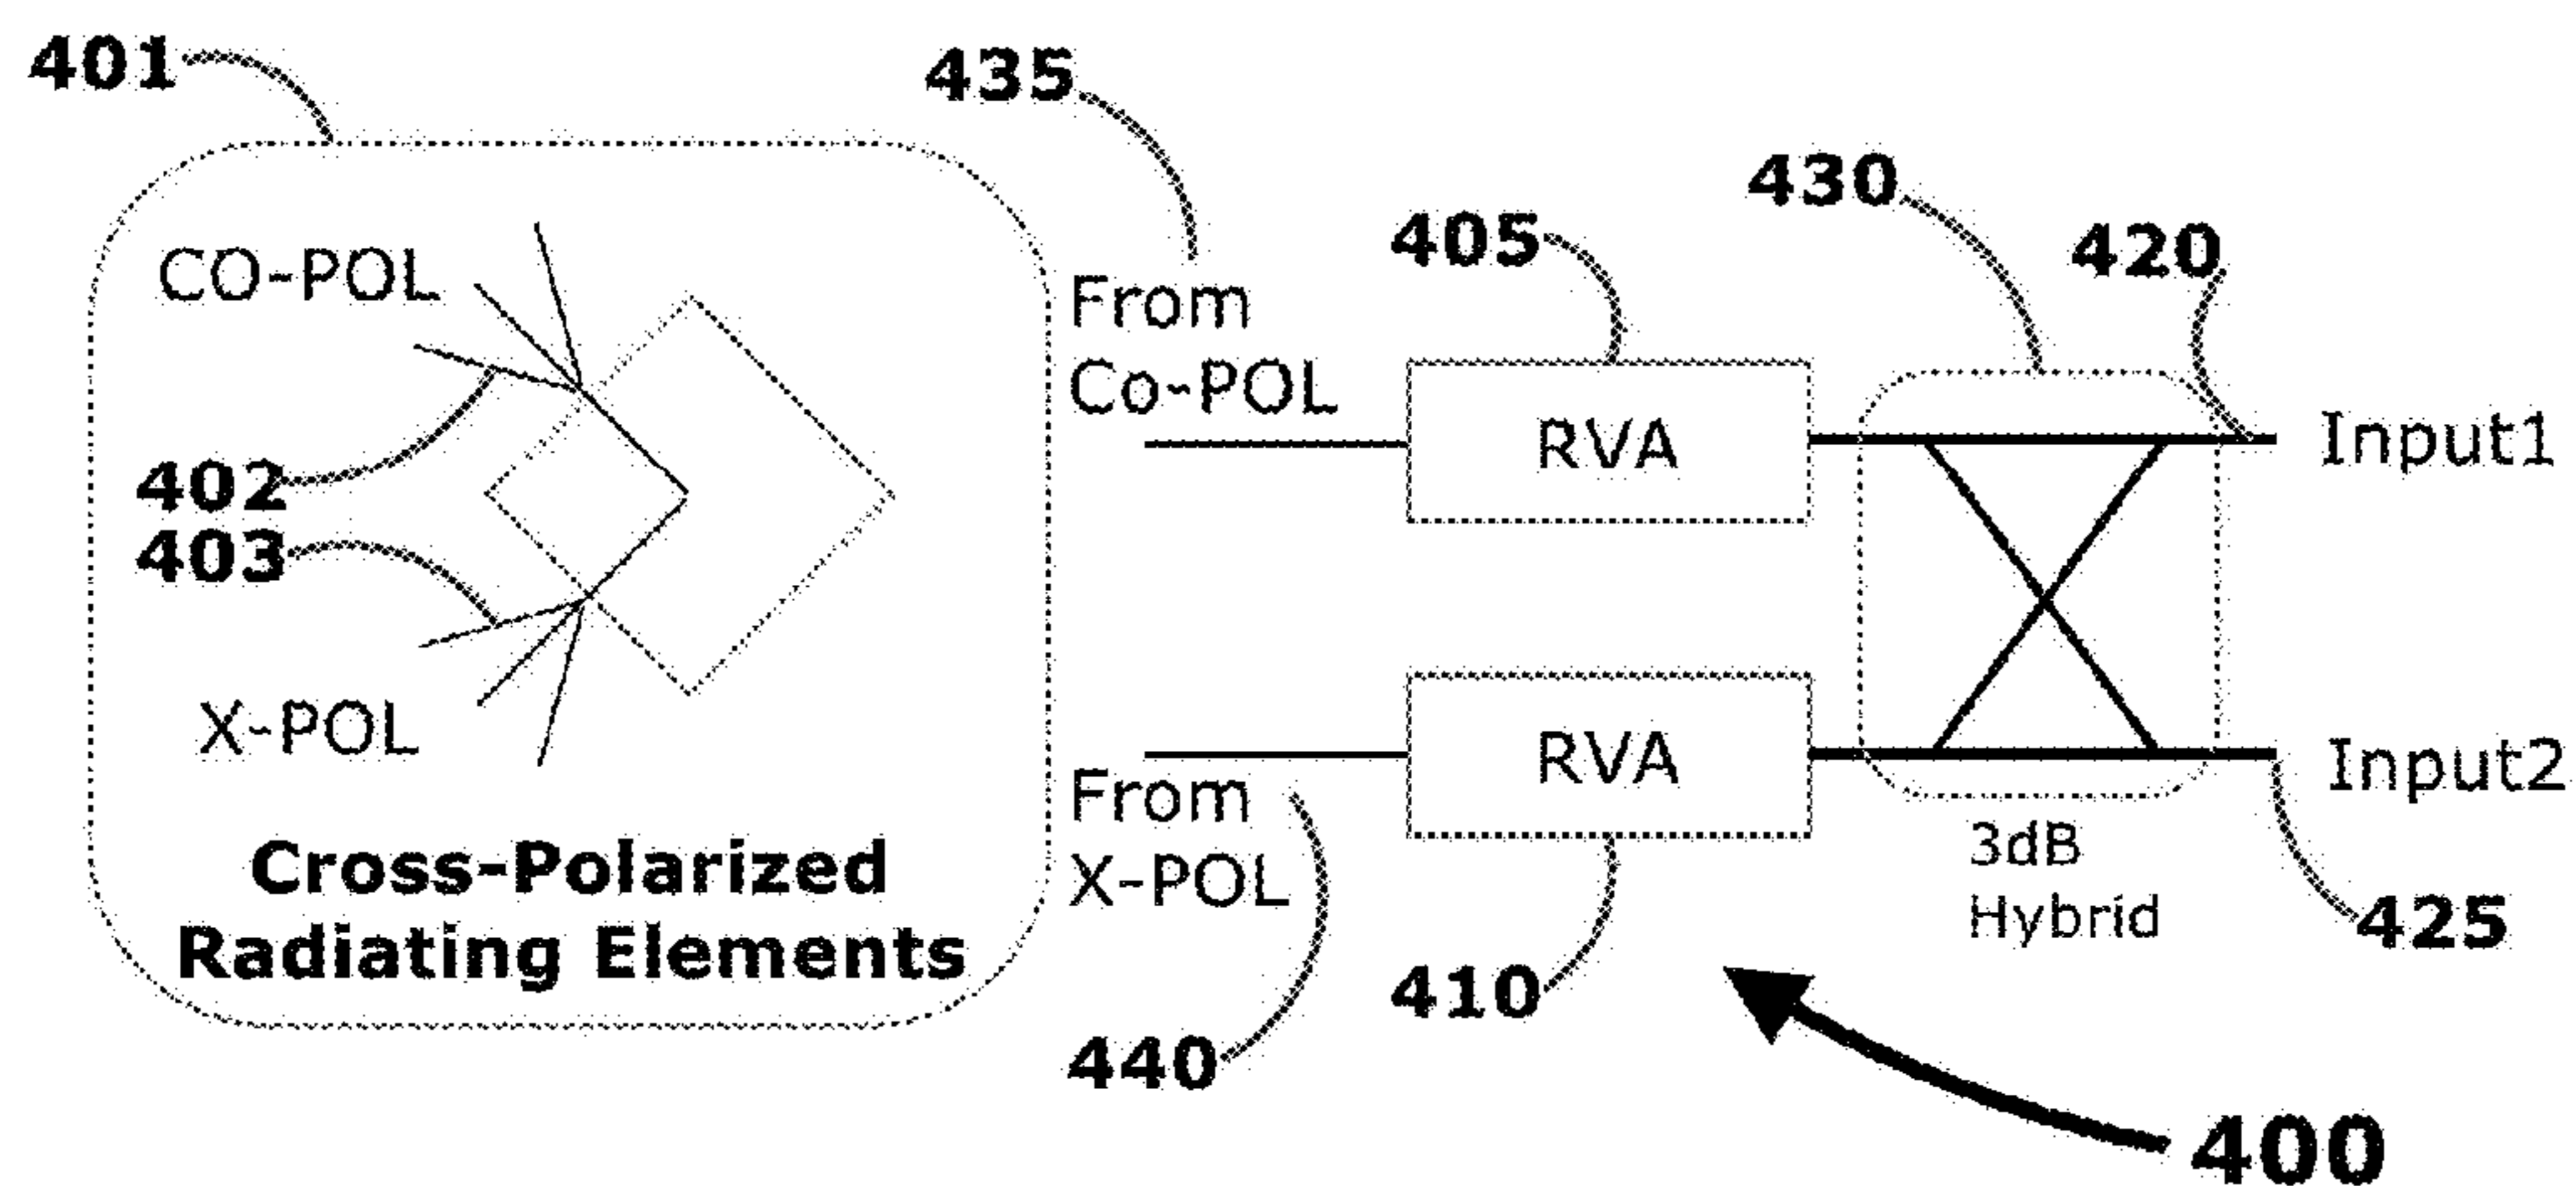 401
435
430
405
420
CO-POL
From
Co-POL
RVA
Input1
402
403
X-POL
RVA
Input2
From
X-POL
3dB
Hybrid
Cross-Polarized
Radiating Elements
425
410
440
400